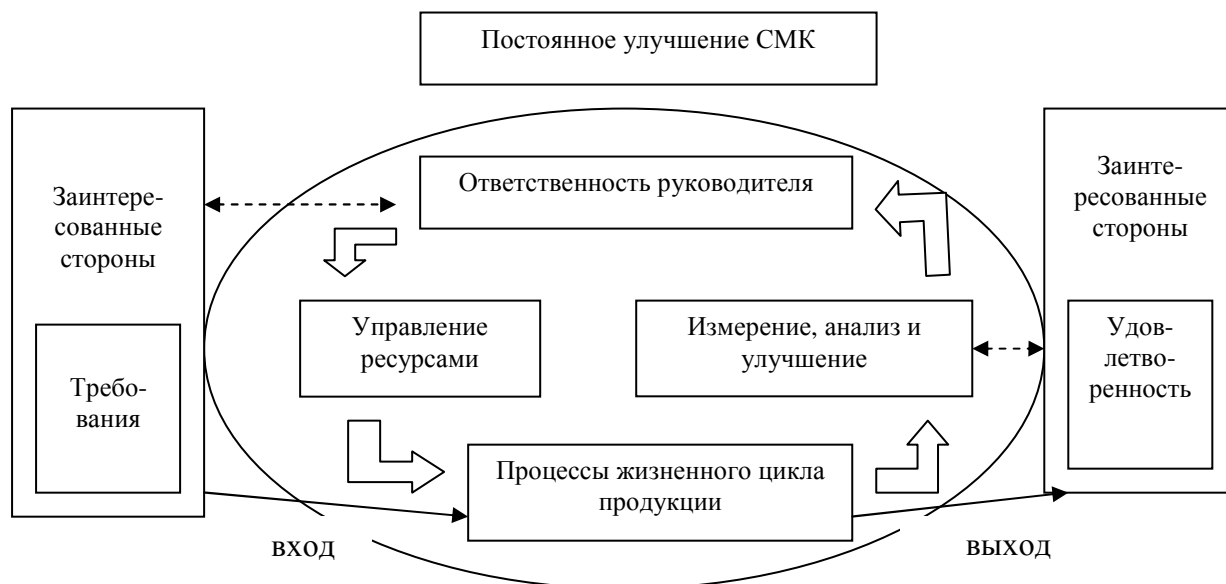 Постоянное улучшение СМК
Заинтере-
сованные
стороны
Требо-
вания
Ответственность руководителя
Управление
ресурсами
Измерение, анализ и
улучшение
Процессы жизненного цикла
продукции
Заинте-
ресованные
стороны
Удов-
летво-
ренность
вход
выход